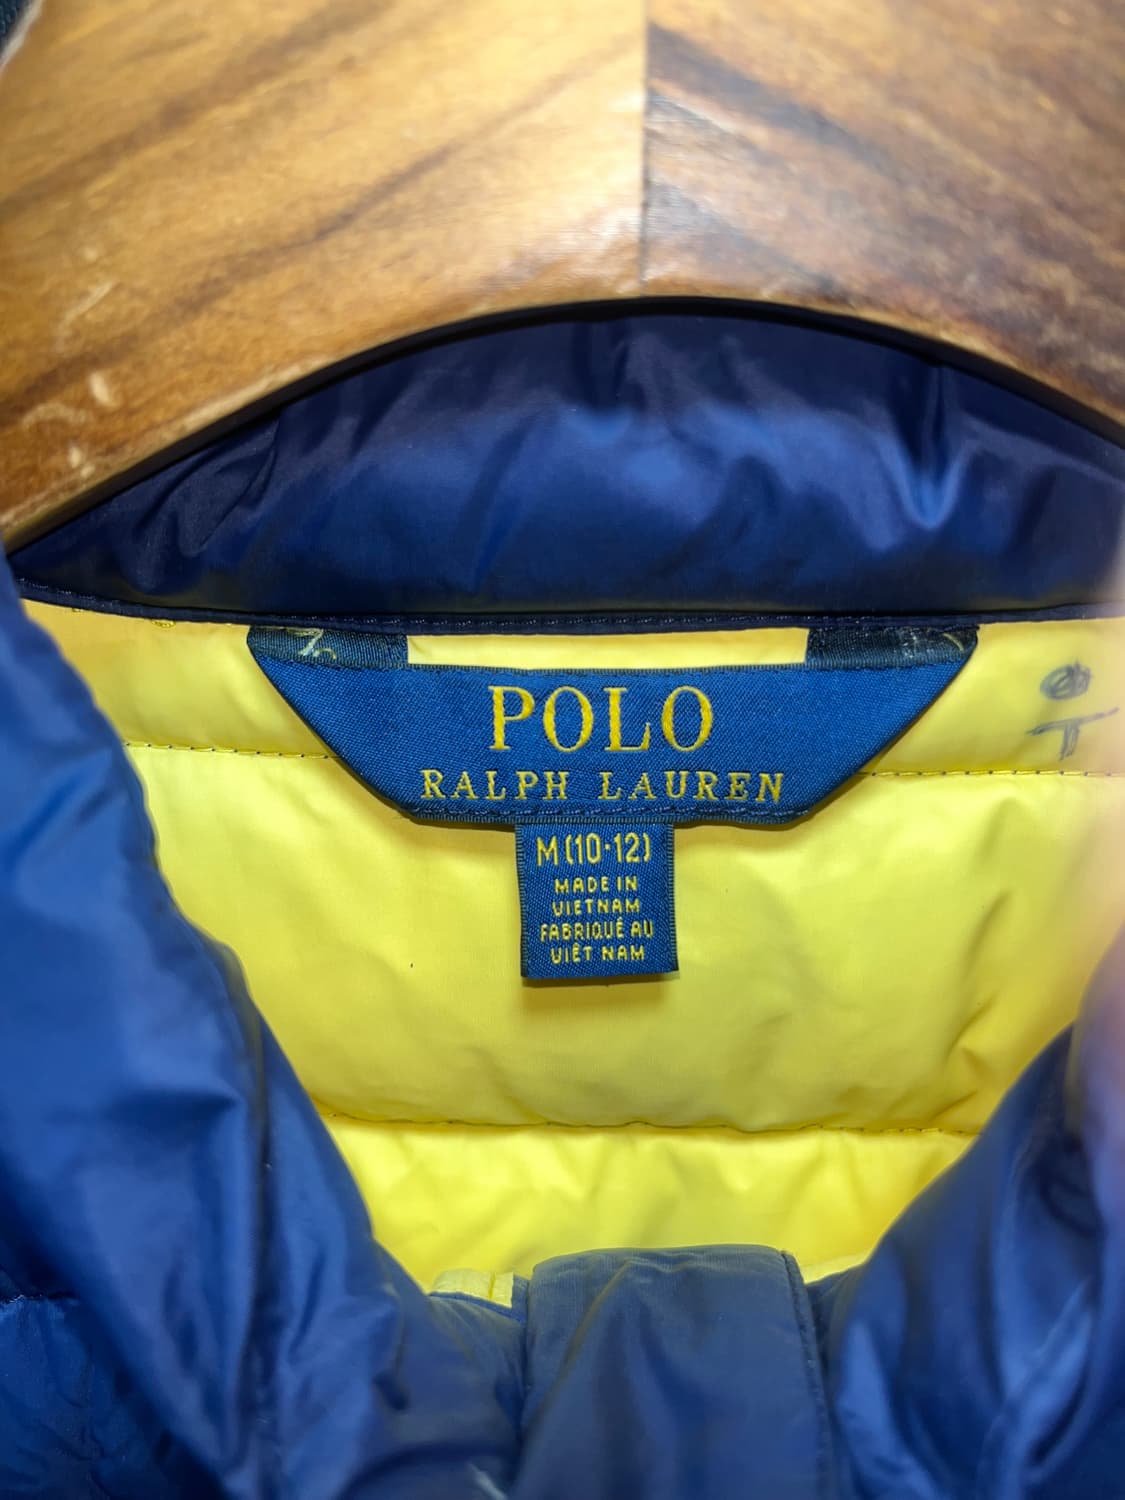 POLO
RALPH LAUREN
M(10-12)
MADE IN
VIETNAM
FABRIQUÉ AU
VIÊT NAM